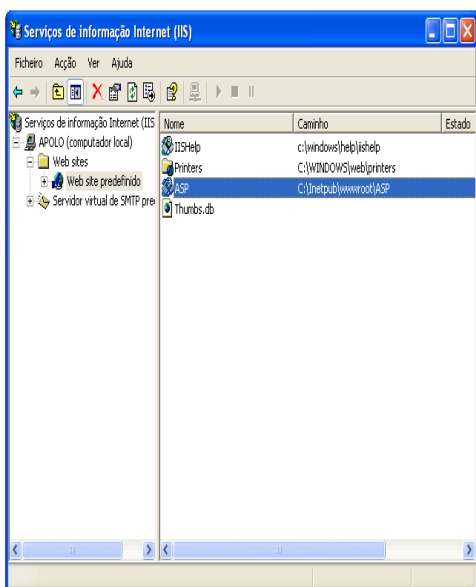 Serviços de informação Internet (IIS)
Ficheiro Acção Ver Ajuda
Serviços de informação Internet (IIS
APOLO (computador local)
Web sites
Web site predefinido
Servidor virtual de SMTP pre
Nome Caminho Estado
IISHelp c:\windows\help\iishelp
Printers C:\WINDOWS\web\printers
ASP C:\Inetpub\wwwroot\ASP
Thumbs.db